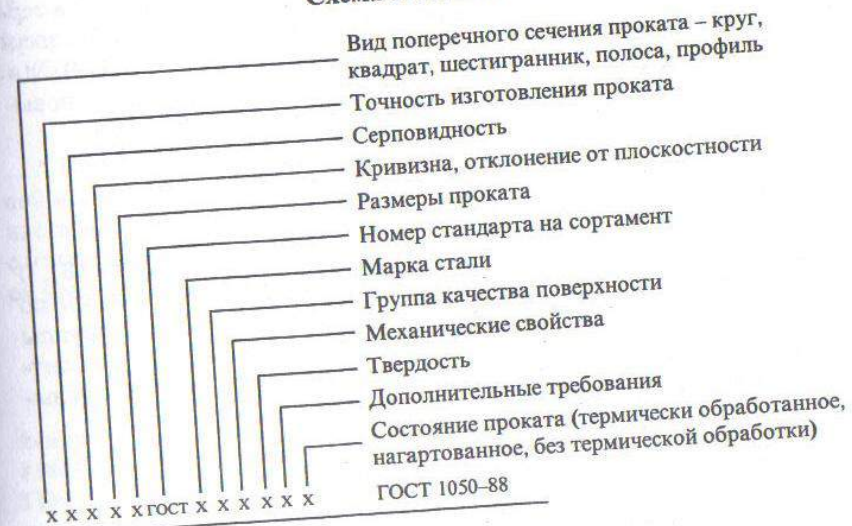 Вид поперечного сечения проката – круг,
квадрат, шестигранник, полоса, профиль
Точность изготовления проката
Серповидность
Кривизна, отклонение от плоскостности
Размеры проката
Номер стандарта на сортамент
Марка стали
Группа качества поверхности
Механические свойства
Твердость
Дополнительные требования
Состояние проката (термически обработанное,
нагартованное, без термической обработки)
Х Х Х Х Х ГОСТ Х Х Х Х Х Х
ГОСТ 1050–88